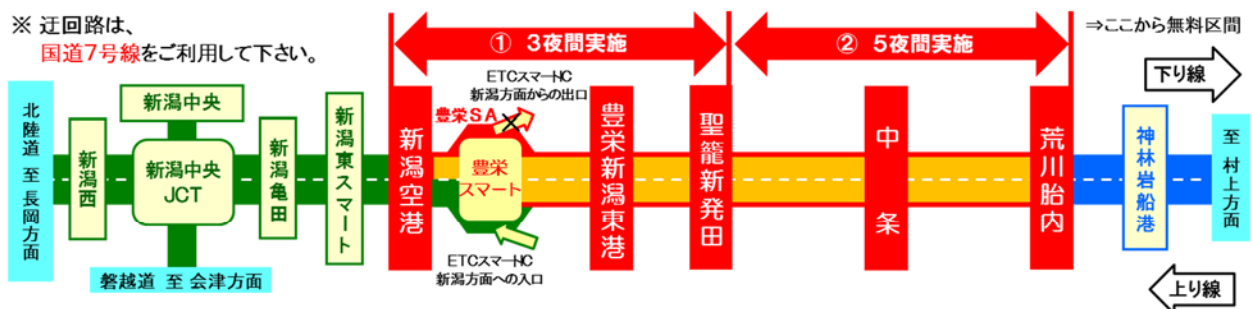 ※ 迂回路は、
国道7号線をご利用して下さい。
① 3夜間実施
② 5夜間実施
⇒ここから無料区間
下り線
ETCスマートIC
新潟方面からの出口
豊栄SA
北陸道 至 長岡方面
新潟西
新潟中央
新潟中央
JCT
新潟亀田
新潟東スマート
新潟空港
豊栄
スマート
豊栄新潟東港
聖籠新発田
中条
荒川胎内
神林岩船港
至 村上方面
磐越道 至 会津方面
ETCスマートIC
新潟方面への入口
上り線